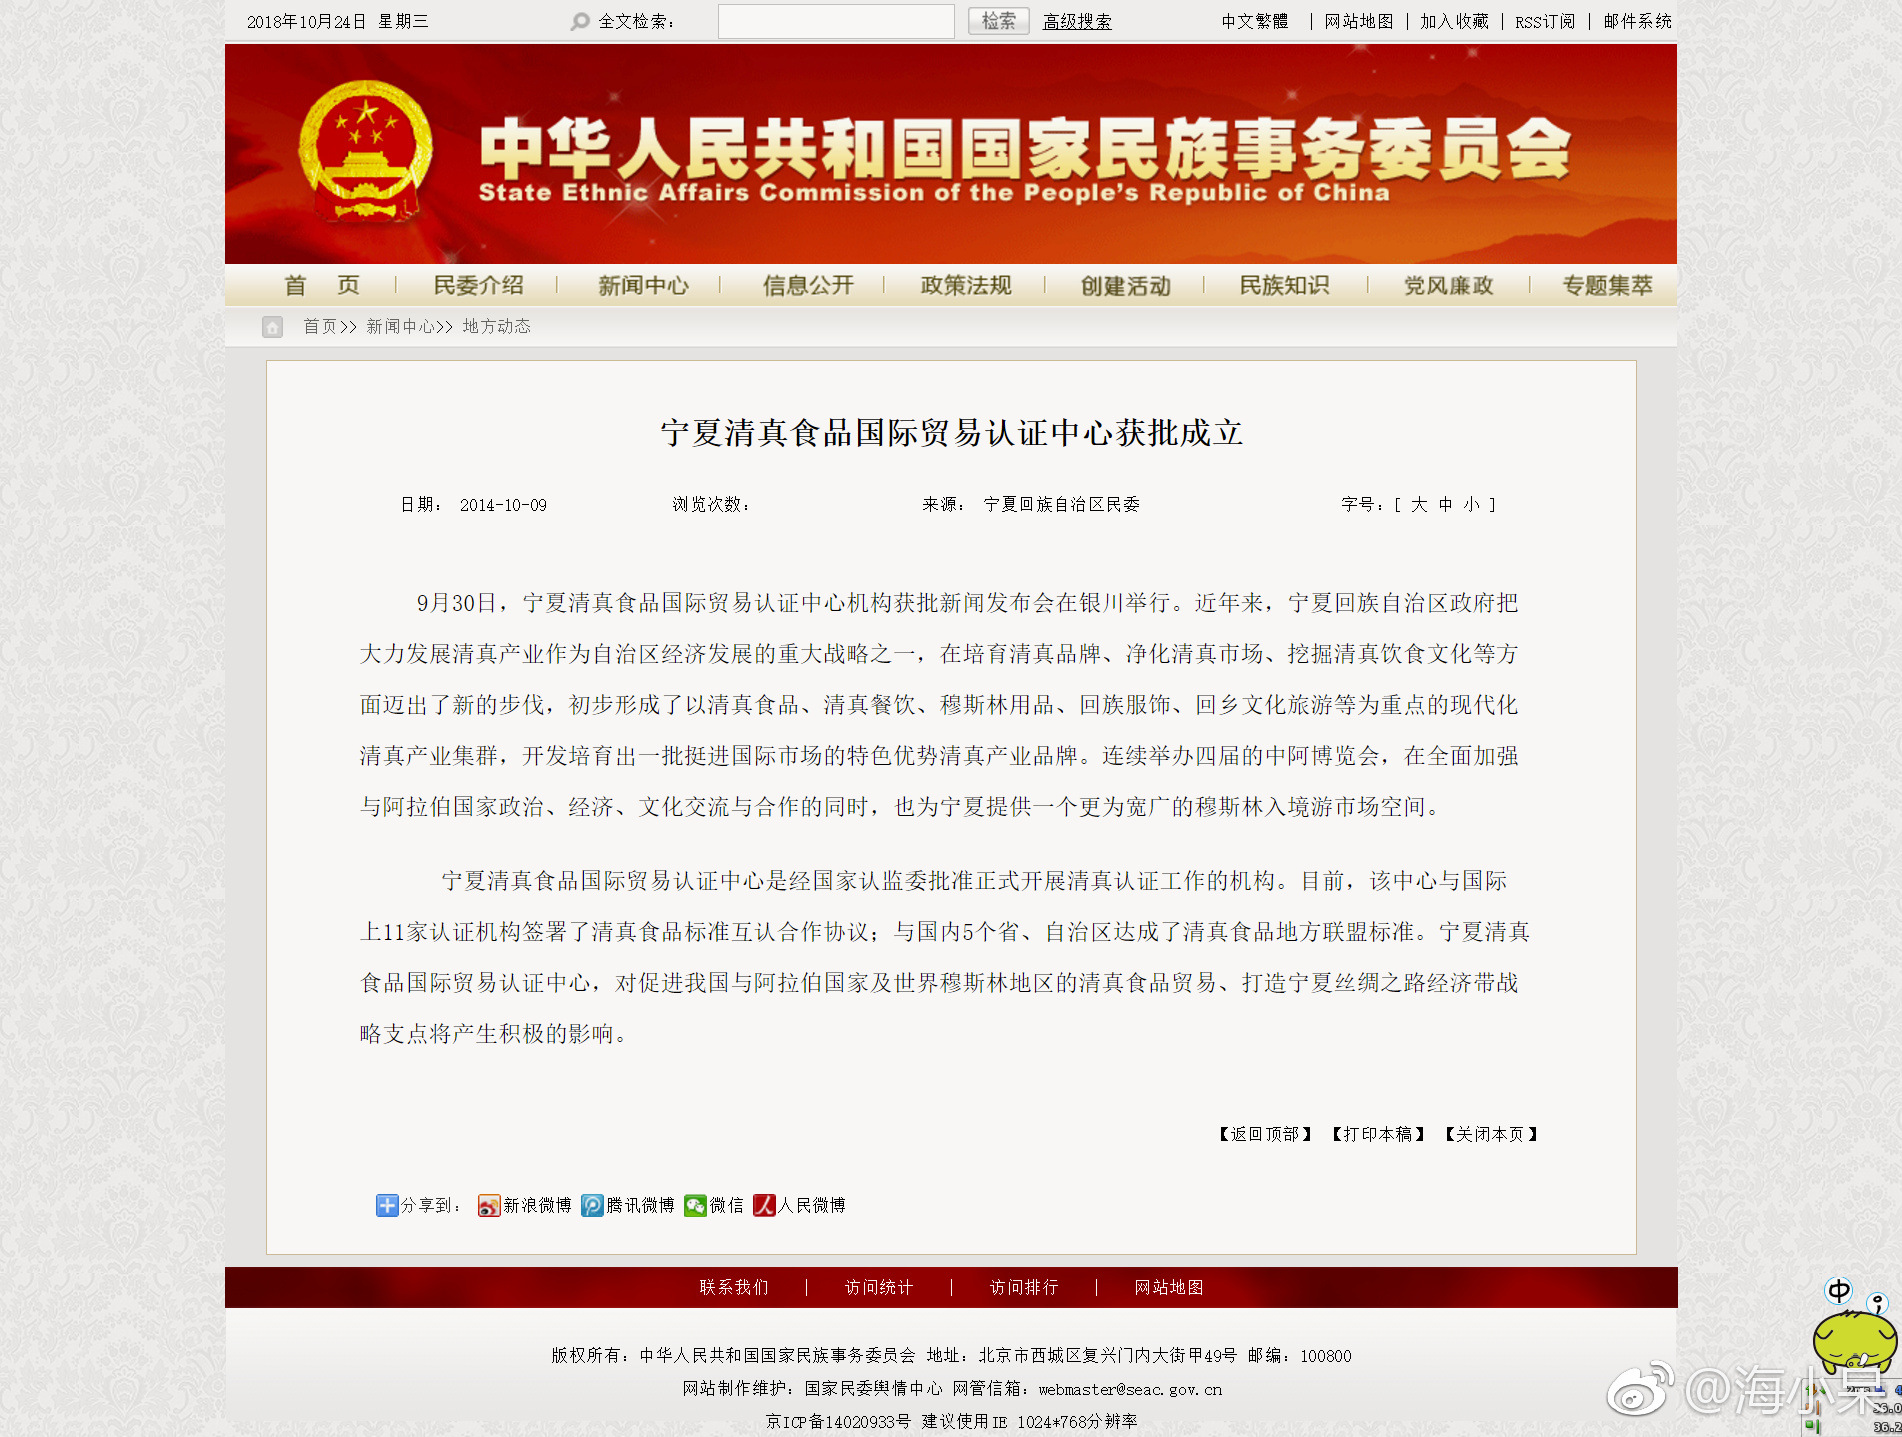 2018年10月24日 星期三 全文检索： 检索 高级搜索 中文繁體 | 网站地图 | 加入收藏 | RSS订阅 | 邮件系统
中华人民共和国国家民族事务委员会
State Ethnic Affairs Commission of the People's Republic of China
首 页 | 民委介绍 | 新闻中心 | 信息公开 | 政策法规 | 创建活动 | 民族知识 | 党风廉政 | 专题集萃
首页>> 新闻中心>> 地方动态
宁夏清真食品国际贸易认证中心获批成立
日期： 2014-10-09 浏览次数： 来源： 宁夏回族自治区民委 字号：[ 大 中 小 ]
9月30日，宁夏清真食品国际贸易认证中心机构获批新闻发布会在银川举行。近年来，宁夏回族自治区政府把
大力发展清真产业作为自治区经济发展的重大战略之一，在培育清真品牌、净化清真市场、挖掘清真饮食文化等方
面迈出了新的步伐，初步形成了以清真食品、清真餐饮、穆斯林用品、回族服饰、回乡文化旅游等为重点的现代化
清真产业集群，开发培育出一批挺进国际市场的特色优势清真产业品牌。连续举办四届的中阿博览会，在全面加强
与阿拉伯国家政治、经济、文化交流与合作的同时，也为宁夏提供一个更为宽广的穆斯林入境游市场空间。
宁夏清真食品国际贸易认证中心是经国家认监委批准正式开展清真认证工作的机构。目前，该中心与国际
上11家认证机构签署了清真食品标准互认合作协议；与国内5个省、自治区达成了清真食品地方联盟标准。宁夏清真
食品国际贸易认证中心，对促进我国与阿拉伯国家及世界穆斯林地区的清真食品贸易、打造宁夏丝绸之路经济带战
略支点将产生积极的影响。
【返回顶部】 【打印本稿】 【关闭本页】
分享到： 新浪微博 腾讯微博 微信 人民微博
联系我们 | 访问统计 | 访问排行 | 网站地图
中
版权所有：中华人民共和国国家民族事务委员会 地址：北京市西城区复兴门内大街甲49号 邮编：100800
网站制作维护：国家民委舆情中心 网管信箱：webmaster@seac.gov.cn
@海小呆
京ICP备14020933号 建议使用IE 1024*768分辨率